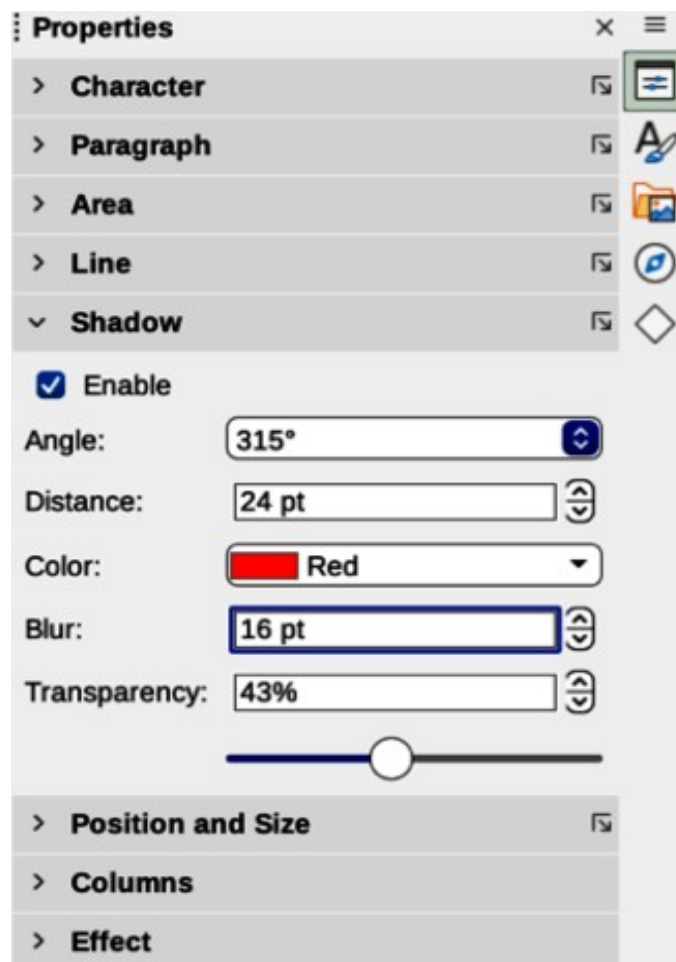 Properties
Character
Paragraph
Area
Line
Shadow
Enable
Angle: 315°
Distance: 24 pt
Color: Red
Blur: 16 pt
Transparency: 43%
Position and Size
Columns
Effect